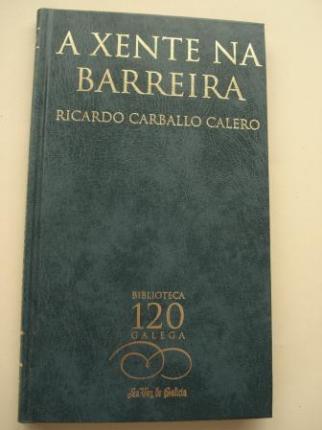 A XENTE NA
BARREIRA
RICARDO CARBALLO CALERO
BIBLIOTECA
120
GALEGA
La Voz de Galicia